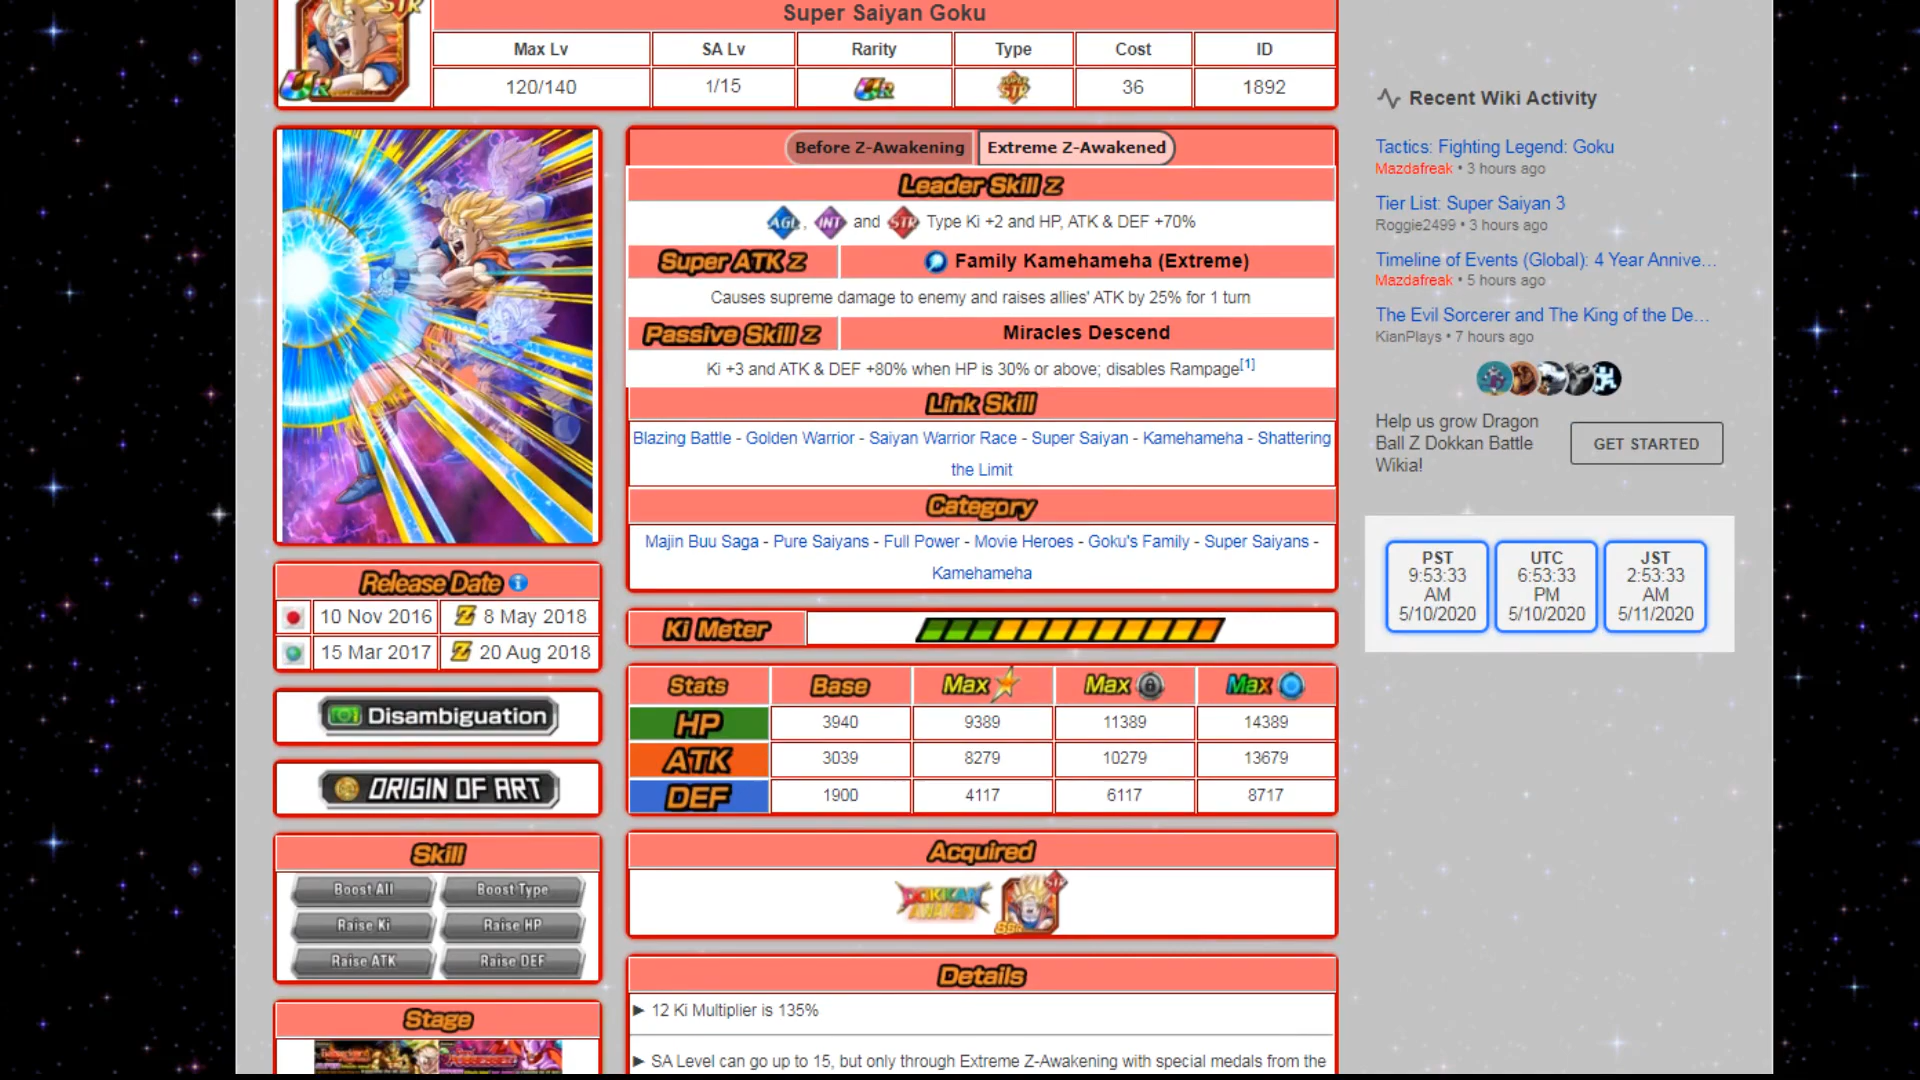 STR
UR
Super Saiyan Goku
Max Lv SA Lv Rarity Type Cost ID
120/140 1/15 UR SUPER STR 36 1892
Before Z-Awakening Extreme Z-Awakened
Leader Skill Z
AGL, INT and STR Type Ki +2 and HP, ATK & DEF +70%
Super ATK Z Family Kamehameha (Extreme)
Causes supreme damage to enemy and raises allies' ATK by 25% for 1 turn
Passive Skill Z Miracles Descend
Ki +3 and ATK & DEF +80% when HP is 30% or above; disables Rampage[1]
Link Skill
Blazing Battle - Golden Warrior - Saiyan Warrior Race - Super Saiyan - Kamehameha - Shattering
the Limit
Category
Majin Buu Saga - Pure Saiyans - Full Power - Movie Heroes - Goku's Family - Super Saiyans -
Kamehameha
Ki Meter
Stats Base Max Max Max
HP 3940 9389 11389 14389
ATK 3039 8279 10279 13679
DEF 1900 4117 6117 8717
Acquired
DOKKAN AWAKEN
Details
► 12 Ki Multiplier is 135%
► SA Level can go up to 15, but only through Extreme Z-Awakening with special medals from the
Release Date
10 Nov 2016 Z 8 May 2018
15 Mar 2017 Z 20 Aug 2018
Disambiguation
ORIGIN OF ART
Skill
Boost All Boost Type
Raise Ki Raise HP
Raise ATK Raise DEF
Stage
Recent Wiki Activity
Tactics: Fighting Legend: Goku
Mazdafreak • 3 hours ago
Tier List: Super Saiyan 3
Roggie2499 • 3 hours ago
Timeline of Events (Global): 4 Year Annive...
Mazdafreak • 5 hours ago
The Evil Sorcerer and The King of the De...
KianPlays • 7 hours ago
Help us grow Dragon
Ball Z Dokkan Battle
Wikia!
GET STARTED
PST UTC JST
9:53:33 6:53:33 2:53:33
AM PM AM
5/10/2020 5/10/2020 5/11/2020